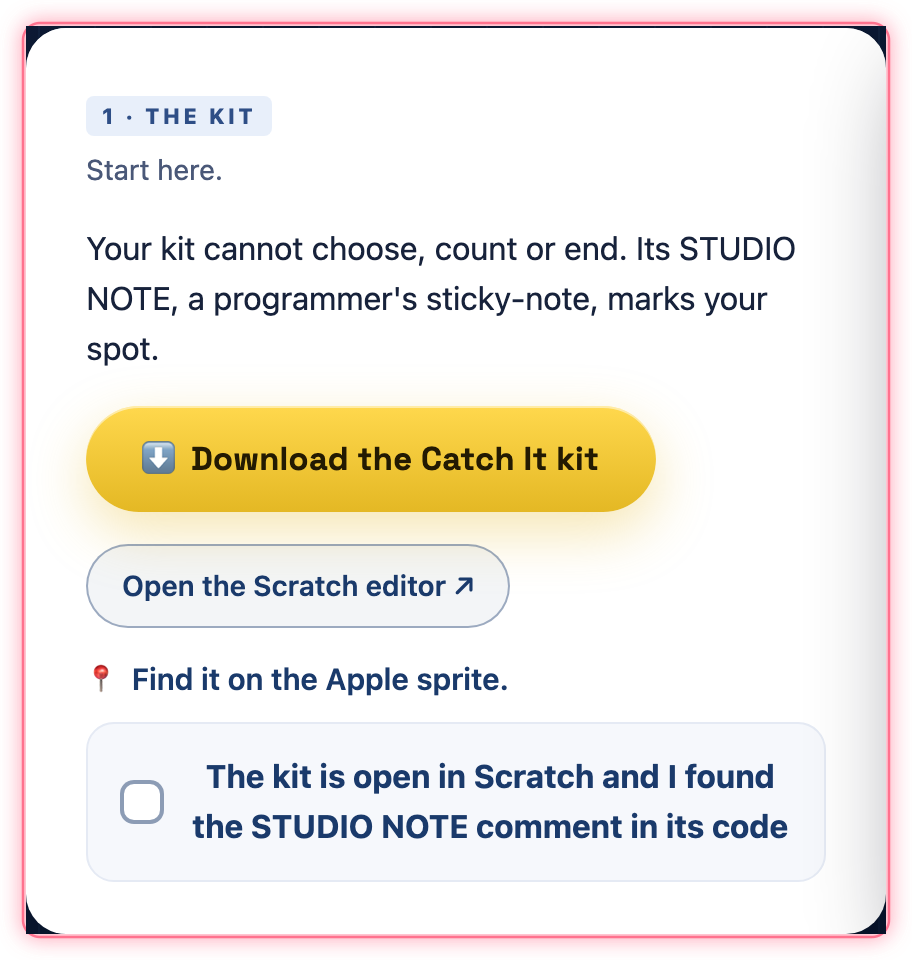 1 · THE KIT
Start here.
Your kit cannot choose, count or end. Its STUDIO
NOTE, a programmer's sticky-note, marks your
spot.
⬇️ Download the Catch It kit
Open the Scratch editor ↗
📍 Find it on the Apple sprite.
The kit is open in Scratch and I found
the STUDIO NOTE comment in its code